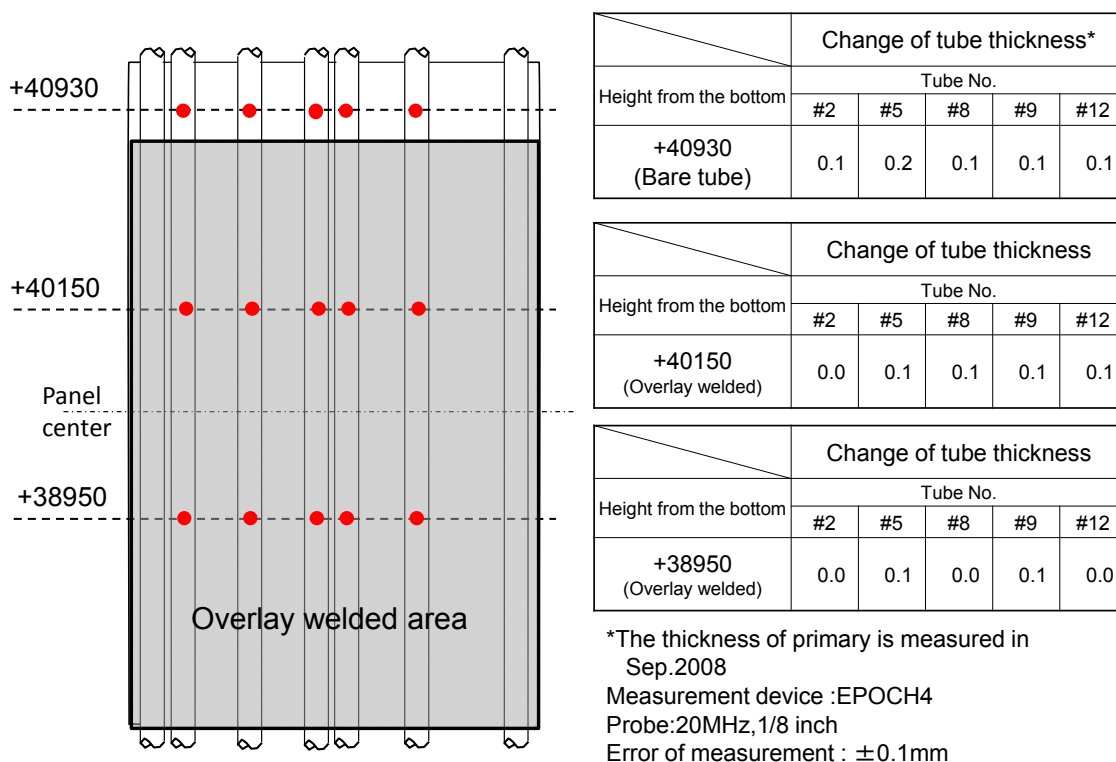 +40930
+40150
Panel
center
+38950
Overlay welded area
Change of tube thickness*
Height from the bottom
Tube No.
#2 #5 #8 #9 #12
+40930
(Bare tube)
0.1 0.2 0.1 0.1 0.1
Change of tube thickness
Height from the bottom
Tube No.
#2 #5 #8 #9 #12
+40150
(Overlay welded)
0.0 0.1 0.1 0.1 0.1
Change of tube thickness
Height from the bottom
Tube No.
#2 #5 #8 #9 #12
+38950
(Overlay welded)
0.0 0.1 0.0 0.1 0.0
*The thickness of primary is measured in
Sep.2008
Measurement device :EPOCH4
Probe:20MHz,1/8 inch
Error of measurement : ±0.1mm